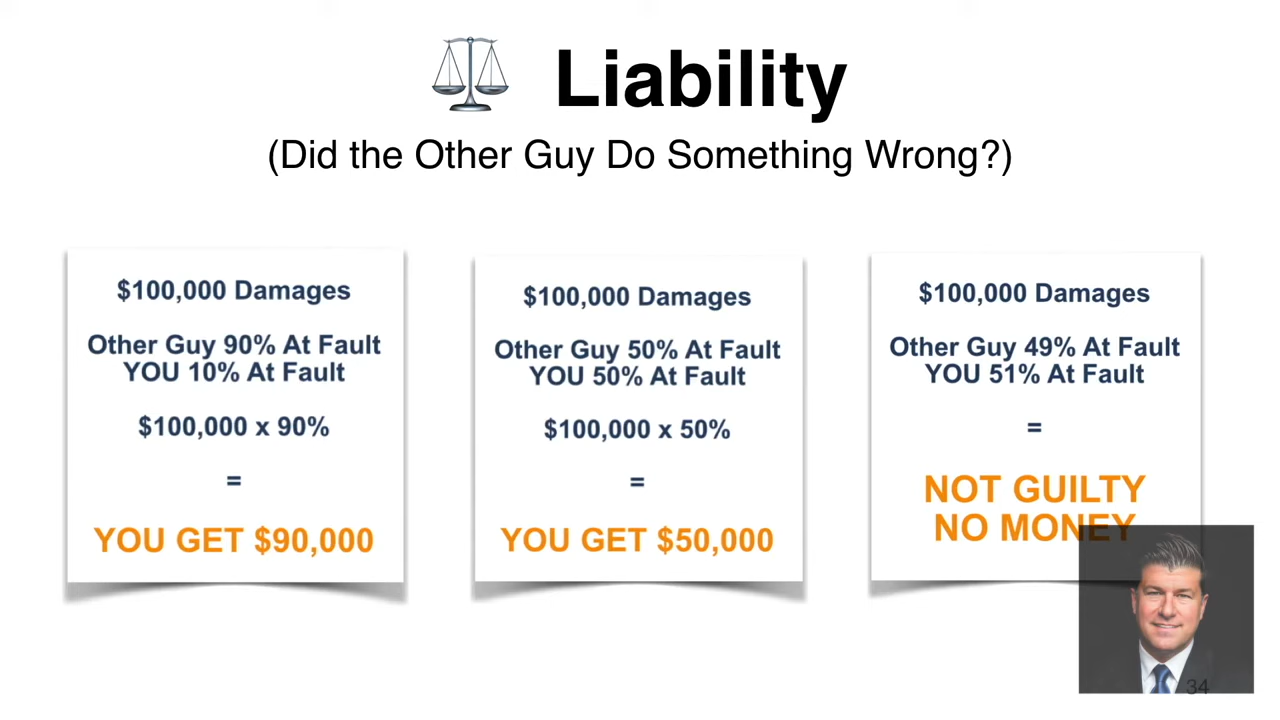 Liability
(Did the Other Guy Do Something Wrong?)
$100,000 Damages
Other Guy 90% At Fault
YOU 10% At Fault
$100,000 x 90%
=
YOU GET $90,000
$100,000 Damages
Other Guy 50% At Fault
YOU 50% At Fault
$100,000 x 50%
=
YOU GET $50,000
$100,000 Damages
Other Guy 49% At Fault
YOU 51% At Fault
=
NOT GUILTY
NO MONEY
34